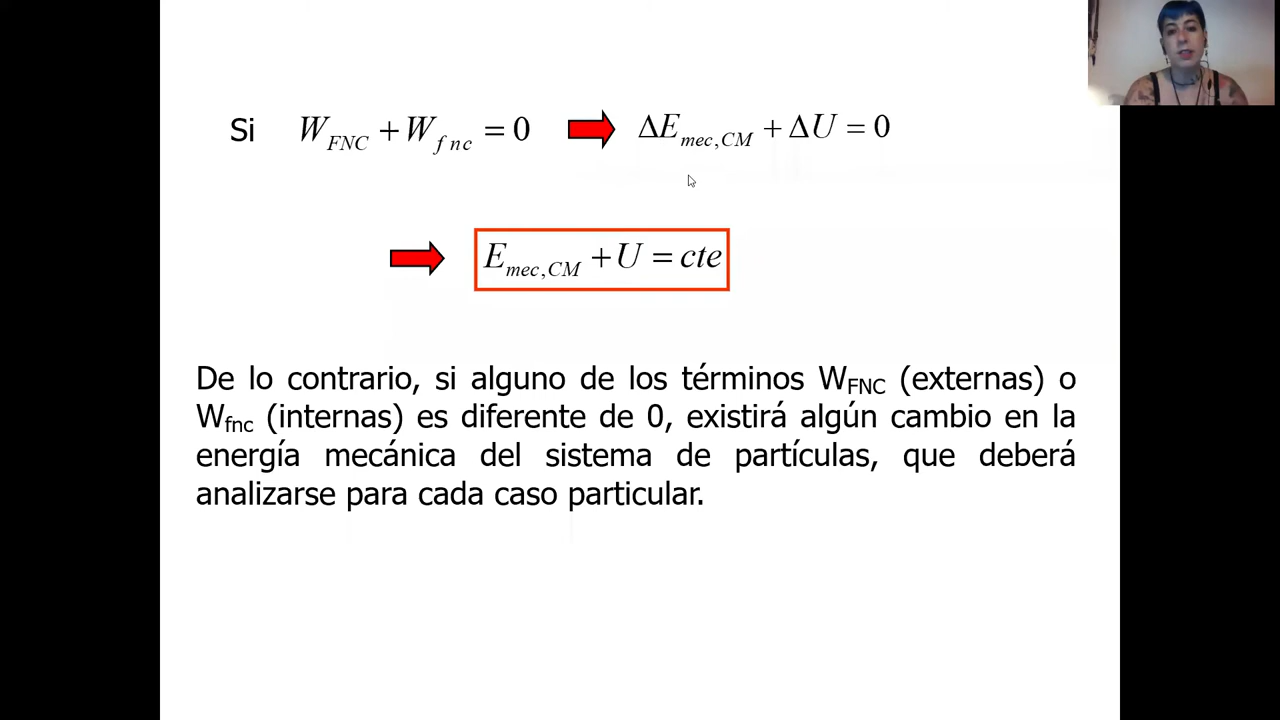 Si W_FNC + W_fnc = 0 ΔE_mec,CM + ΔU = 0
E_mec,CM + U = cte
De lo contrario, si alguno de los términos W_FNC (externas) o
W_fnc (internas) es diferente de 0, existirá algún cambio en la
energía mecánica del sistema de partículas, que deberá
analizarse para cada caso particular.